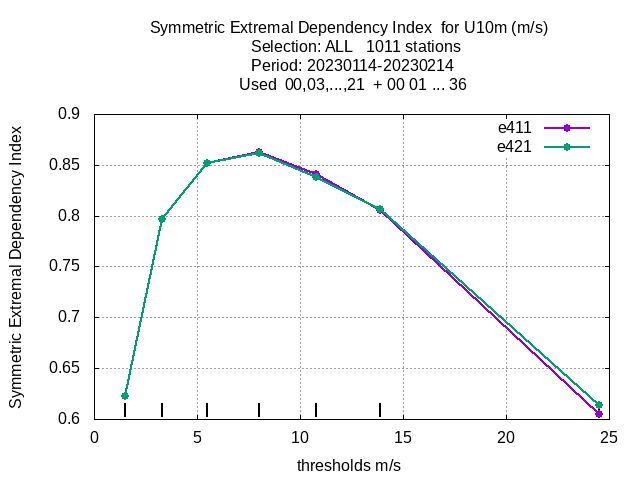 Symmetric Extremal Dependency Index  for U10m (m/s)
Selection: ALL   1011 stations
Period: 20230114-20230214
Used  00,03,...,21  + 00 01 ... 36
e411
e421
Symmetric Extremal Dependency Index
0.9
0.85
0.8
0.75
0.7
0.65
0.6
0 5 10 15 20 25
thresholds m/s